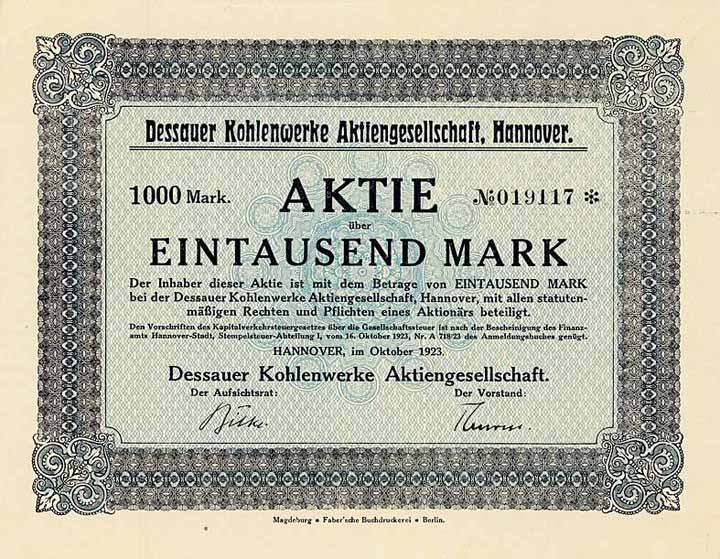 Dessauer Kohlenwerke Aktiengesellschaft, Hannover.
1000 Mark. AKTIE № 019117 *
über
EINTAUSEND MARK
Der Inhaber dieser Aktie ist mit dem Betrage von EINTAUSEND MARK
bei der Dessauer Kohlenwerke Aktiengesellschaft, Hannover, mit allen statuten-
mäßigen Rechten und Pflichten eines Aktionärs beteiligt.
Den Vorschriften des Kapitalverkehrsteuergesetzes über die Gesellschaftssteuer ist nach der Bescheinigung des Finanz-
amts Hannover-Stadt, Stempelsteuer-Abteilung I, vom 16. Oktober 1923, Nr. A 718/23 des Anmeldungsbuches genügt.
HANNOVER, im Oktober 1923.
Dessauer Kohlenwerke Aktiengesellschaft.
Der Aufsichtsrat: Der Vorstand:
Magdeburg • Faber'sche Buchdruckerei • Berlin.